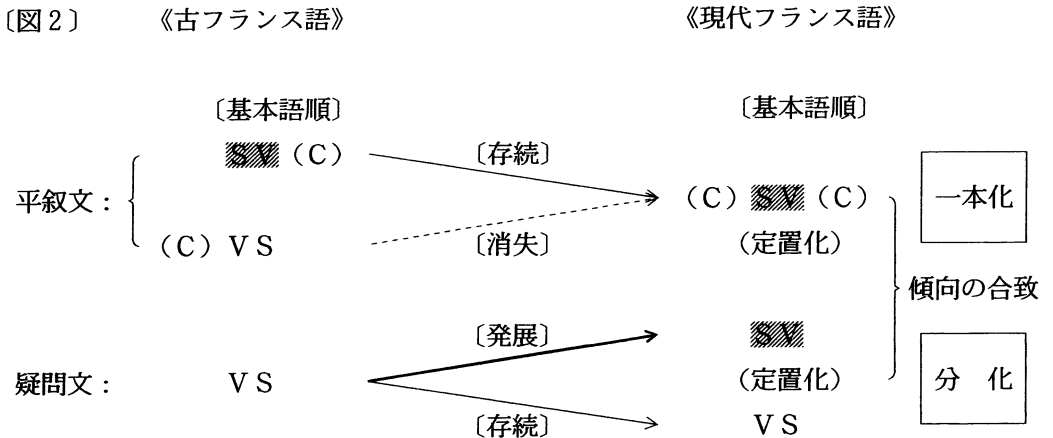 〔図2〕 《古フランス語》 《現代フランス語》
〔基本語順〕 〔基本語順〕
SV(C) 〔存続〕
平叙文: (C)SV(C) 一本化
(C)VS 〔消失〕 (定置化)
傾向の合致
〔発展〕 SV
疑問文: VS (定置化) 分 化
〔存続〕 VS